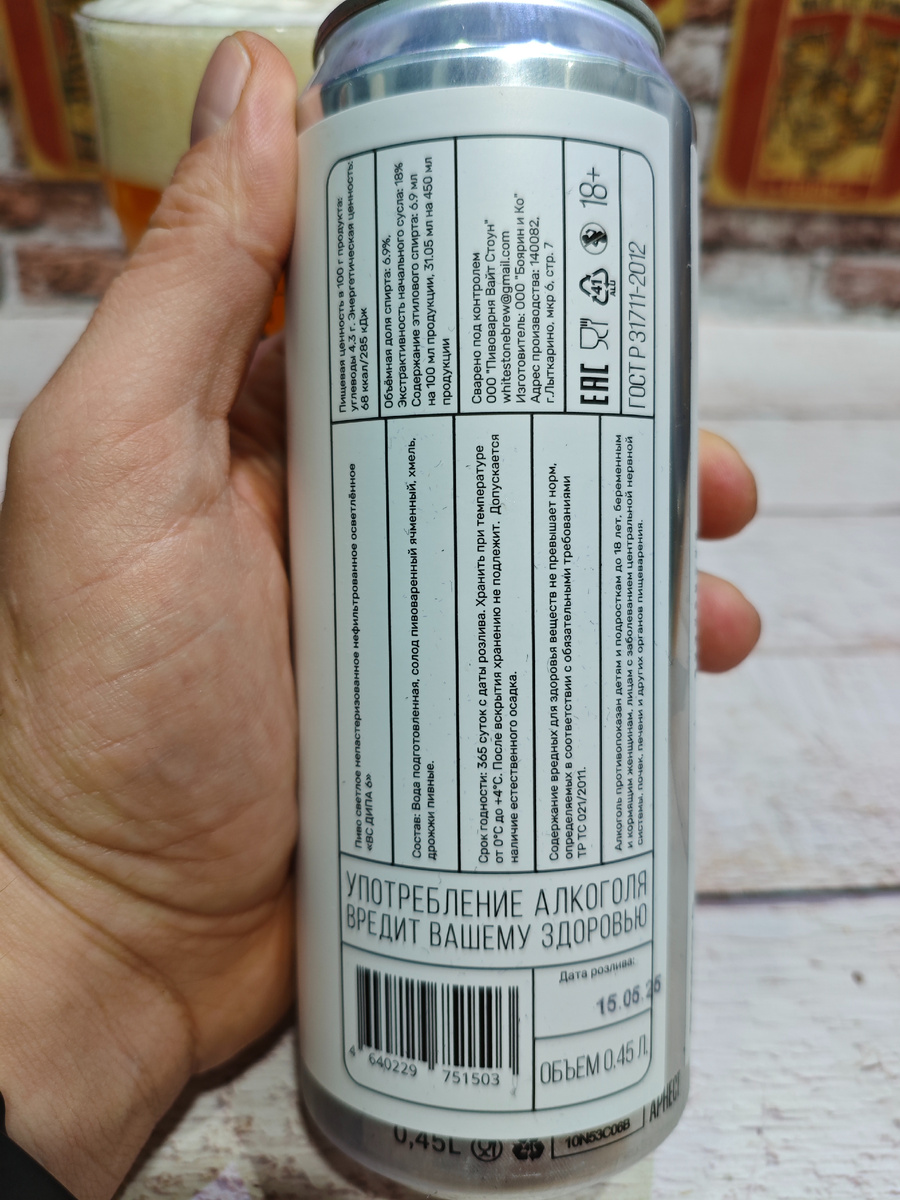 Пищевая ценность в 100 г продукта:
углеводы 4,3 г. Энергетическая ценность:
68 ккал/285 кДж
Объёмная доля спирта: 6.9%.
Экстрактивность начального сусла: 18%
Содержание этилового спирта: 6.9 мл
на 100 мл продукции, 31.05 мл на 450 мл
продукции
Сварено под контролем
ООО "Пивоварня Вайт Стоун"
whitestonebrew@gmail.com
Изготовитель: ООО "Боярин и Ко"
Адрес производства: 140082,
г.Лыткарино, мкр 6, стр. 7
EAC 41 ALU 18+
ГОСТ Р 31711-2012
Пиво светлое непастеризованное нефильтрованное осветлённое
«ВС ДИПА 6»
Состав: Вода подготовленная, солод пивоваренный ячменный, хмель,
дрожжи пивные.
Срок годности: 365 суток с даты розлива. Хранить при температуре
от 0°C до +4°C. После вскрытия хранению не подлежит. Допускается
наличие естественного осадка.
Содержание вредных для здоровья веществ не превышает норм,
определяемых в соответствии с обязательными требованиями
ТР ТС 021/2011.
Алкоголь противопоказан детям и подросткам до 18 лет, беременным
и кормящим женщинам, лицам с заболеванием центральной нервной
системы, почек, печени и других органов пищеварения.
УПОТРЕБЛЕНИЕ АЛКОГОЛЯ
ВРЕДИТ ВАШЕМУ ЗДОРОВЬЮ
4 640229 751503
Дата розлива:
15.05.25
ОБЪЕМ 0,45 Л.
0,45L
10N53C06B
АРНЕСТ